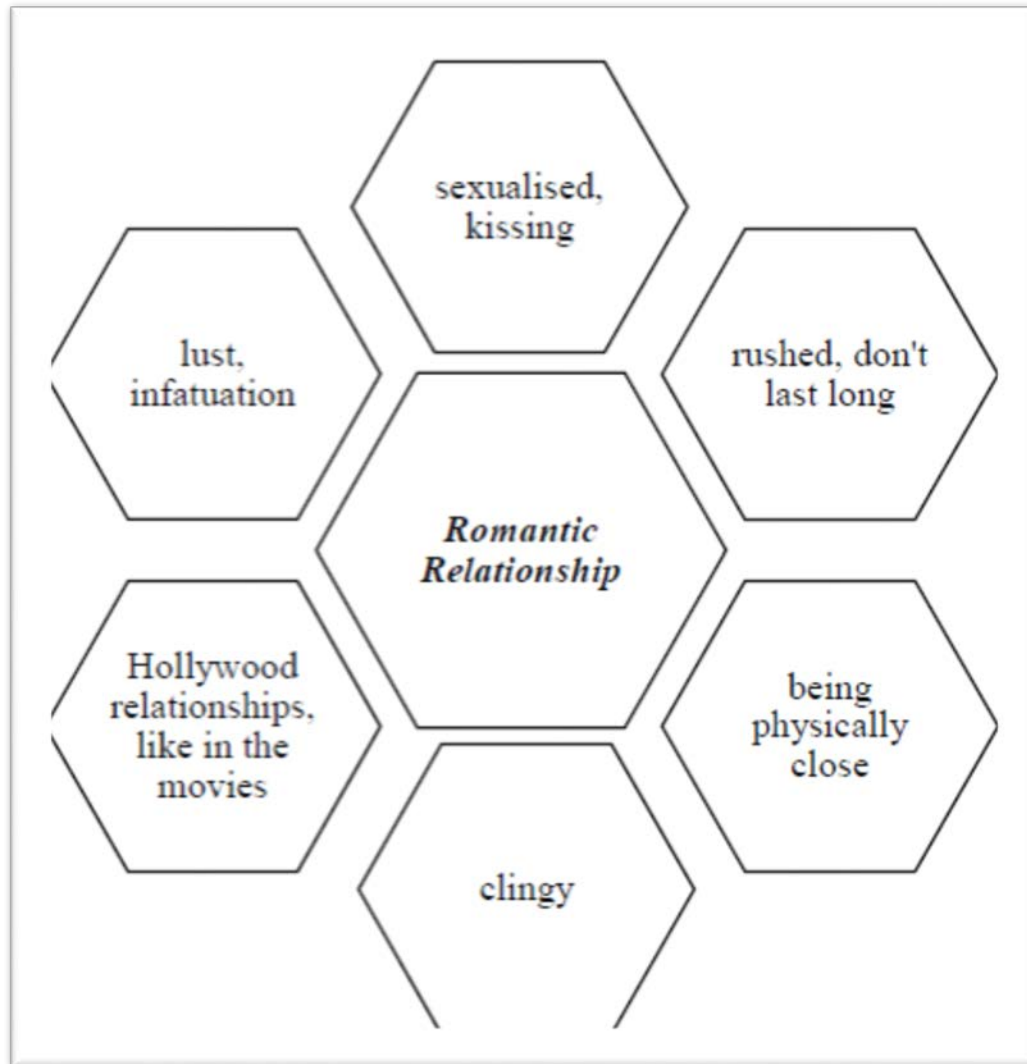 sexualised,
kissing
lust,
infatuation
rushed, don't
last long
Romantic
Relationship
Hollywood
relationships,
like in the
movies
being
physically
close
clingy